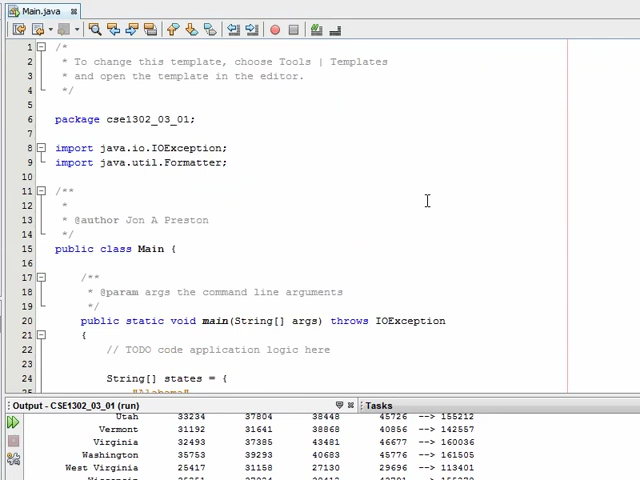 Main.java
1 /*
2 * To change this template, choose Tools | Templates
3 * and open the template in the editor.
4 */
5
6 package cse1302_03_01;
7
8 import java.io.IOException;
9 import java.util.Formatter;
10
11 /**
12 *
13 * @author Jon A Preston
14 */
15 public class Main {
16
17 /**
18 * @param args the command line arguments
19 */
20 public static void main(String[] args) throws IOException
21 {
22 // TODO code application logic here
23
24 String[] states = {
25 "Alabama"
Output - CSE1302_03_01 (run) Tasks
Utah 33234 37804 38448 45726 --> 155212
Vermont 31192 31641 38868 40856 --> 142557
Virginia 32493 37385 43481 46677 --> 160036
Washington 35753 39293 40683 45776 --> 161505
West Virginia 25417 31158 27130 29696 --> 113401